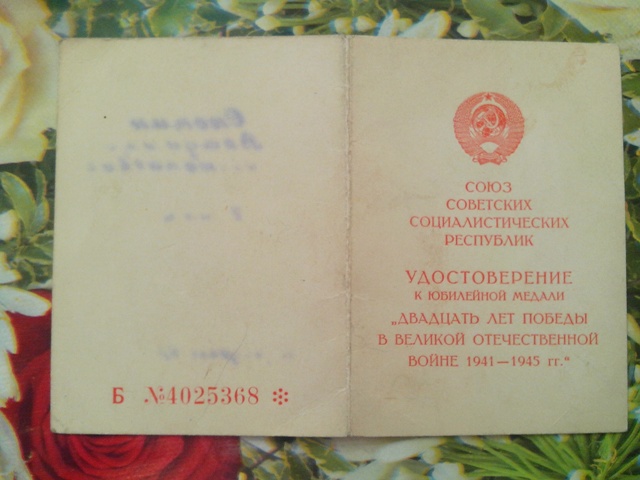 Б №4025368 ✻
СОЮЗ
СОВЕТСКИХ
СОЦИАЛИСТИЧЕСКИХ
РЕСПУБЛИК
УДОСТОВЕРЕНИЕ
К ЮБИЛЕЙНОЙ МЕДАЛИ
„ДВАДЦАТЬ ЛЕТ ПОБЕДЫ
В ВЕЛИКОЙ ОТЕЧЕСТВЕННОЙ
ВОЙНЕ 1941—1945 гг."